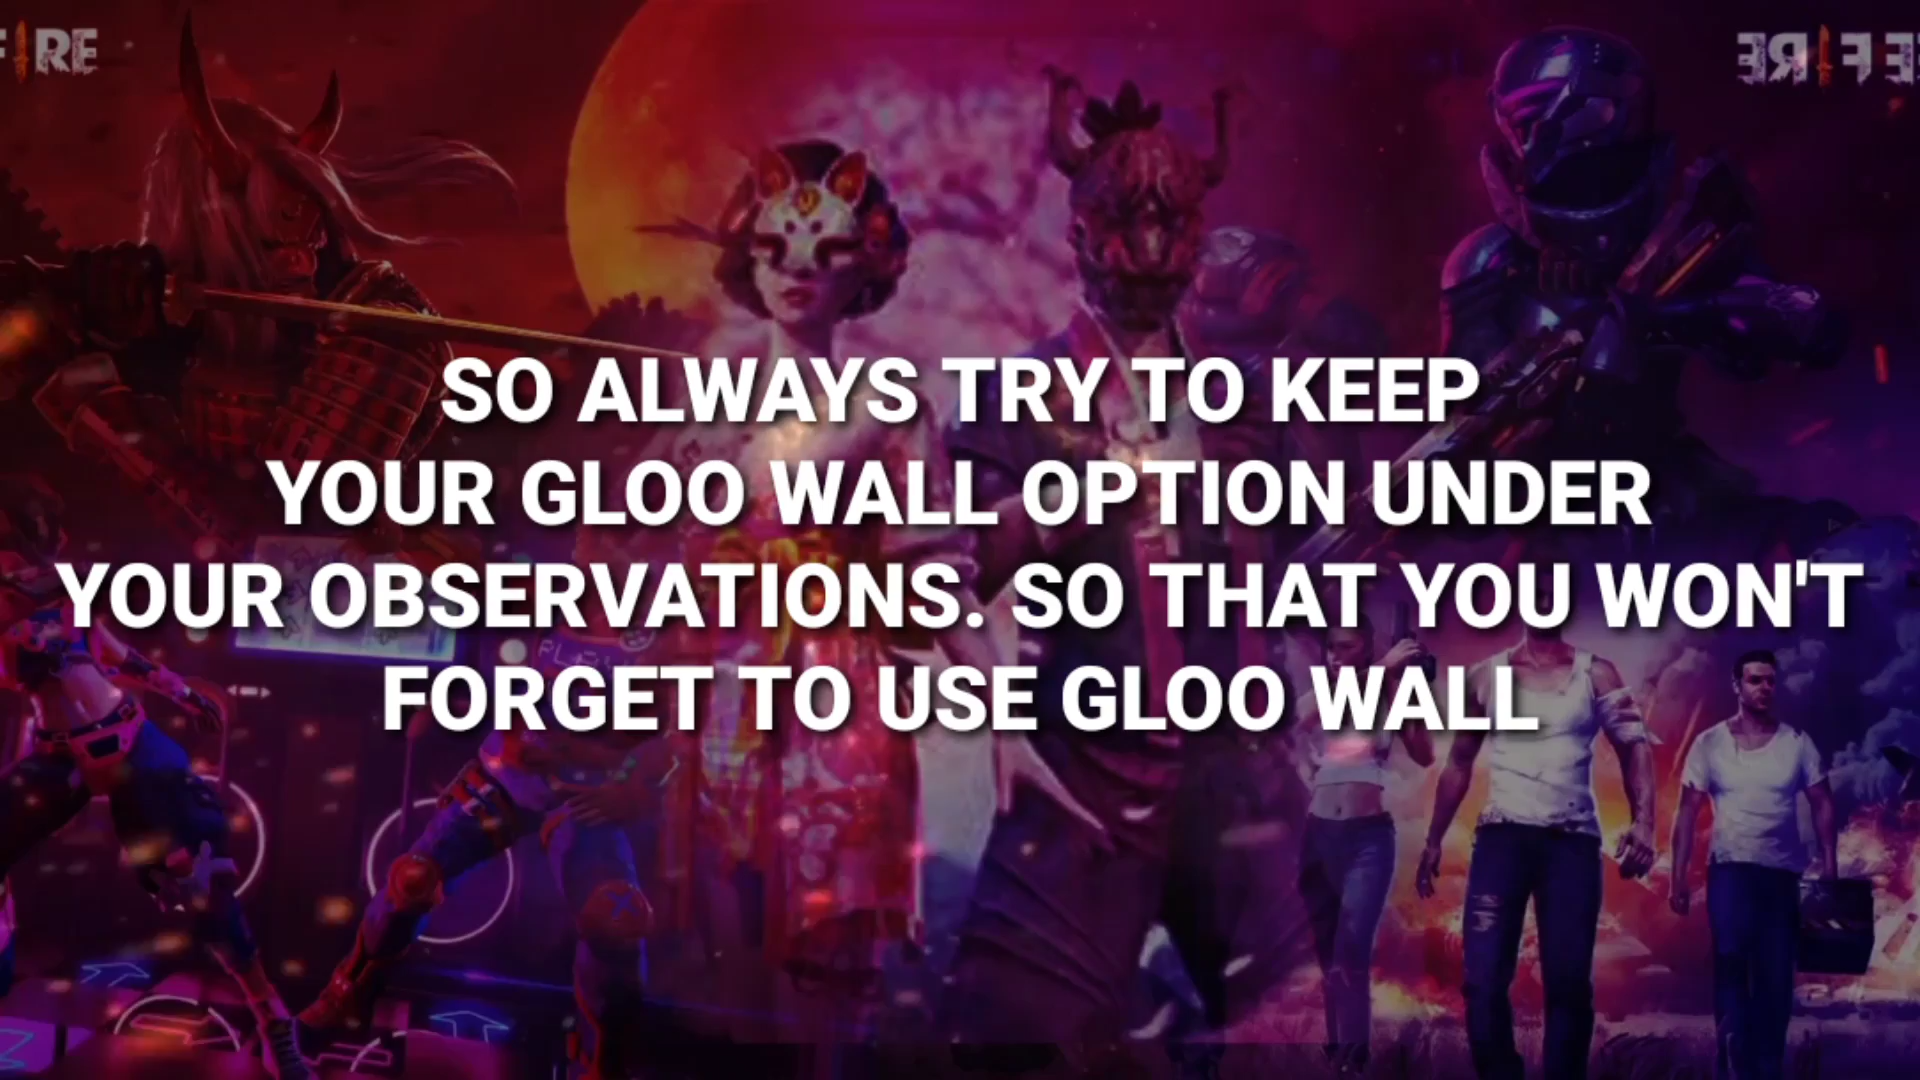 FIRE
SO ALWAYS TRY TO KEEP
YOUR GLOO WALL OPTION UNDER
YOUR OBSERVATIONS. SO THAT YOU WON'T
FORGET TO USE GLOO WALL